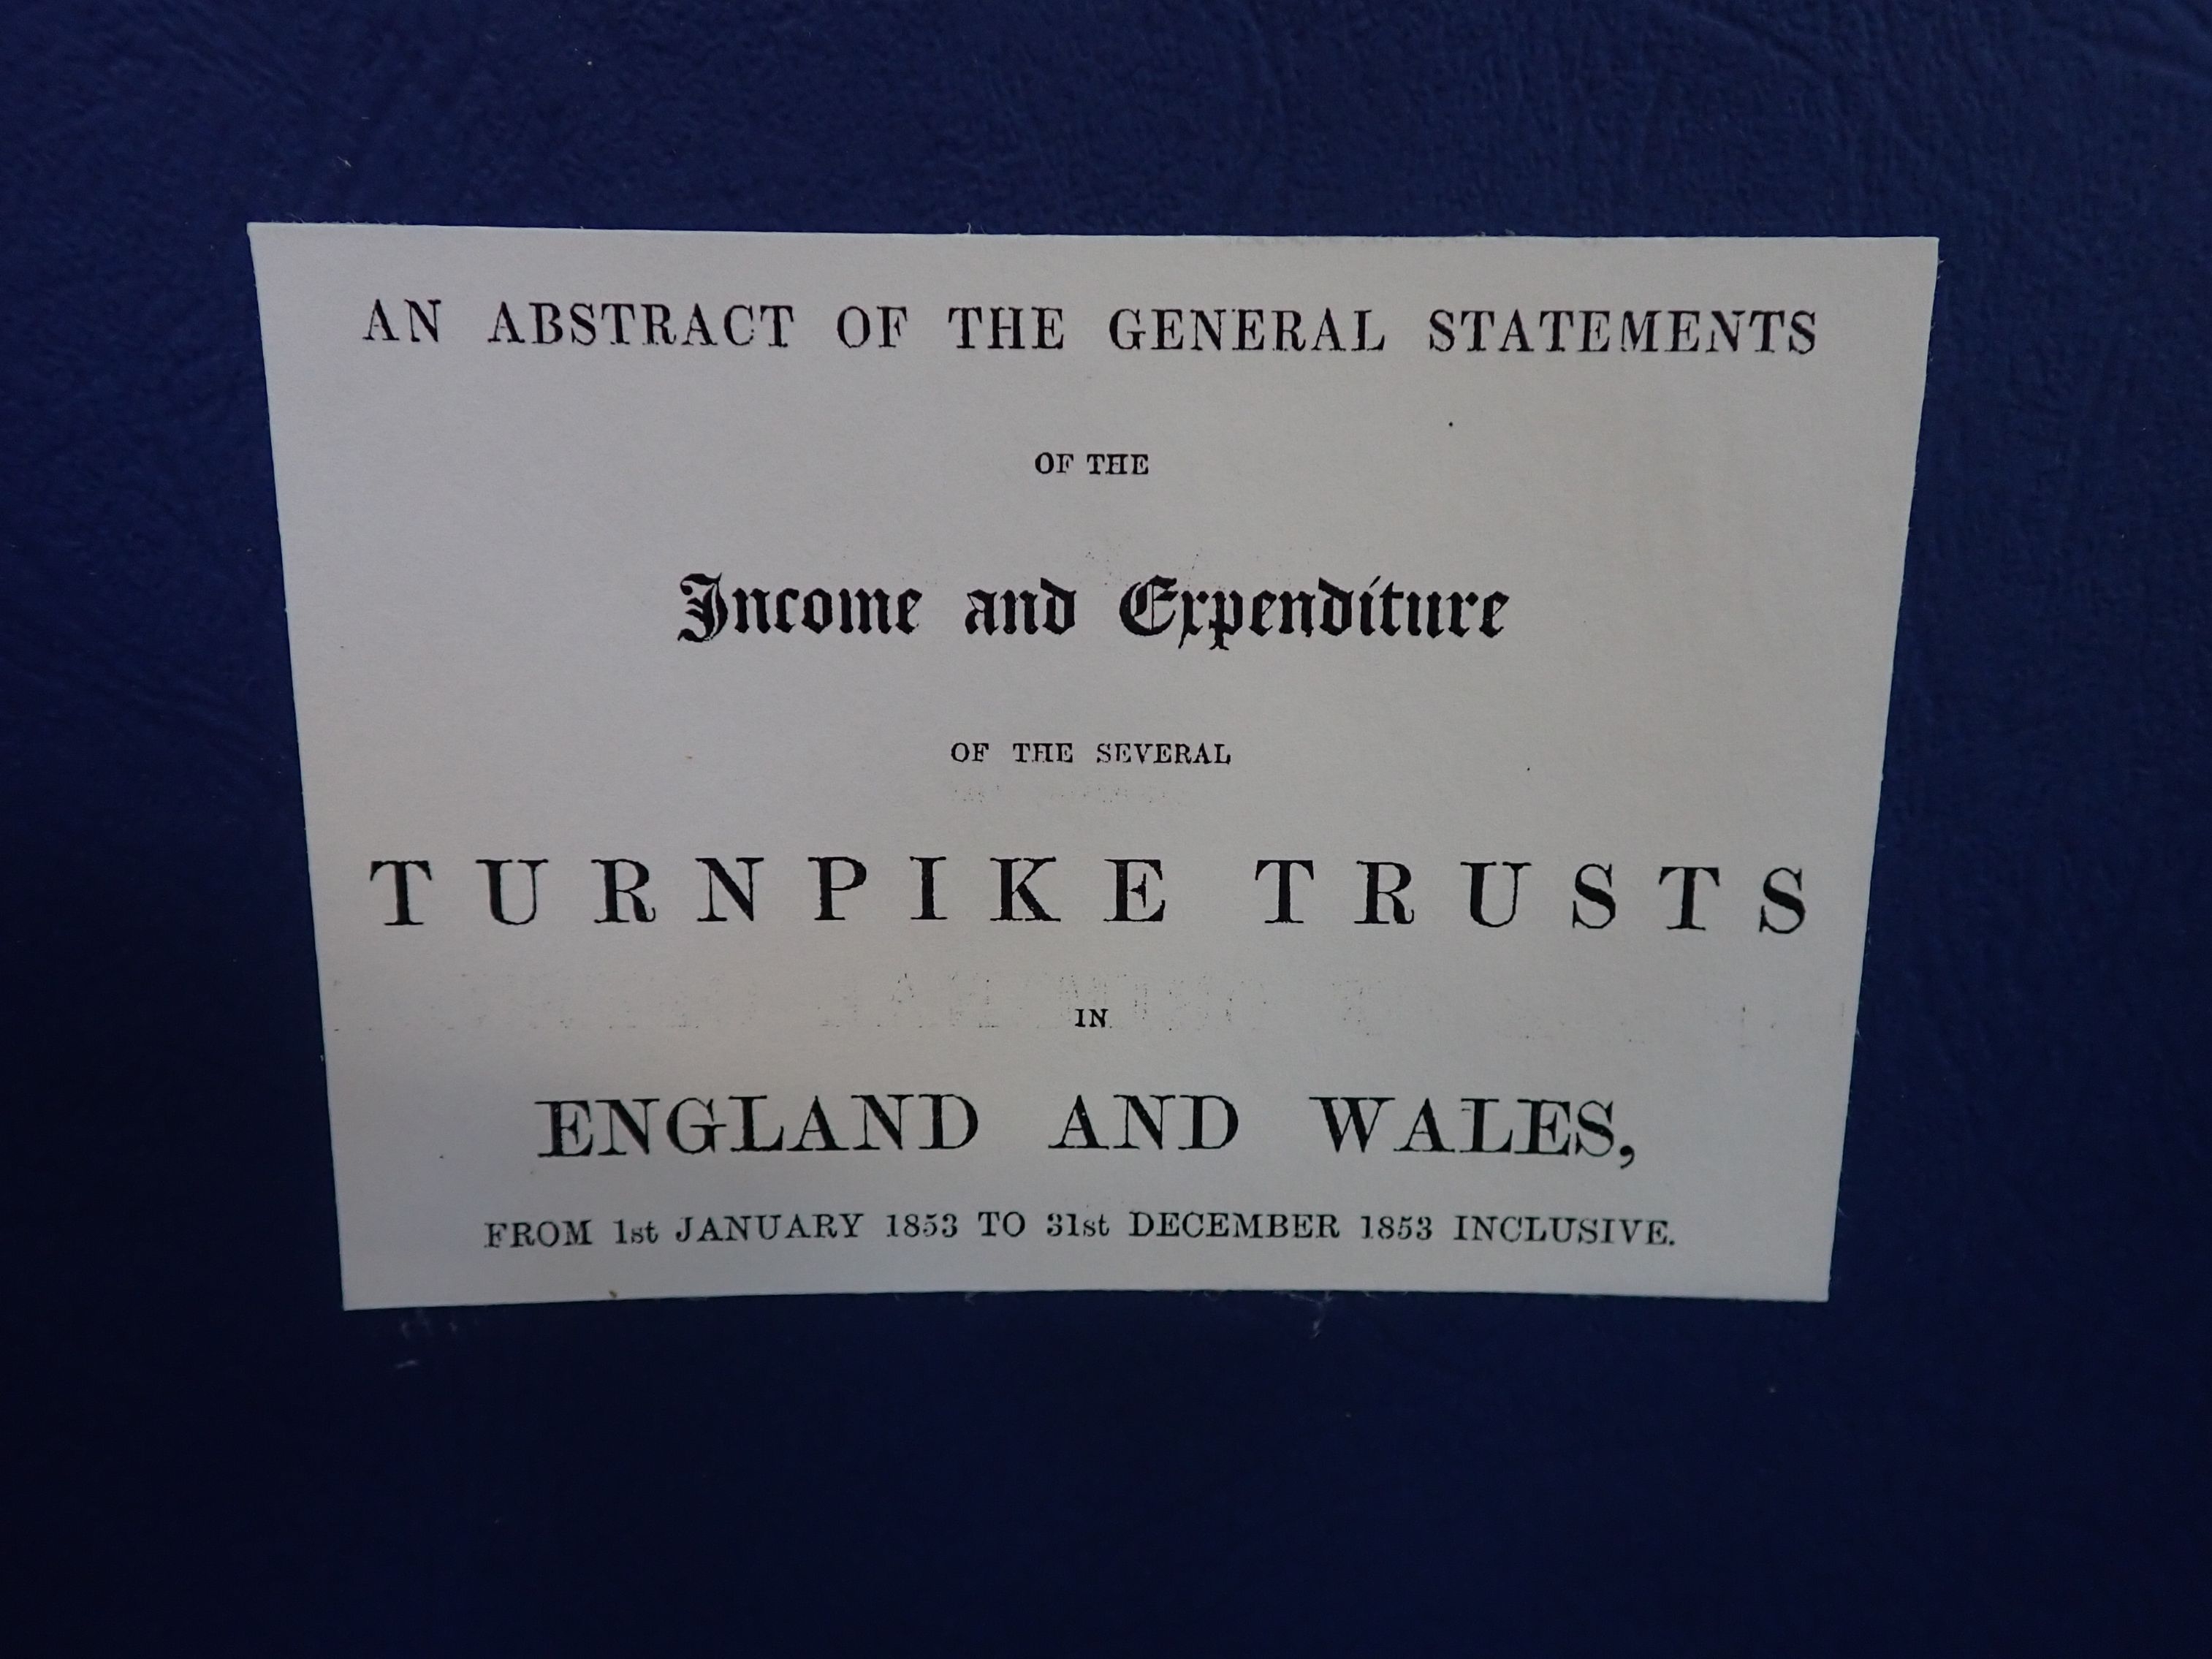 AN ABSTRACT OF THE GENERAL STATEMENTS
OF THE
Income and Expenditure
OF THE SEVERAL
TURNPIKE TRUSTS
IN
ENGLAND AND WALES,
FROM 1st JANUARY 1853 TO 31st DECEMBER 1853 INCLUSIVE.